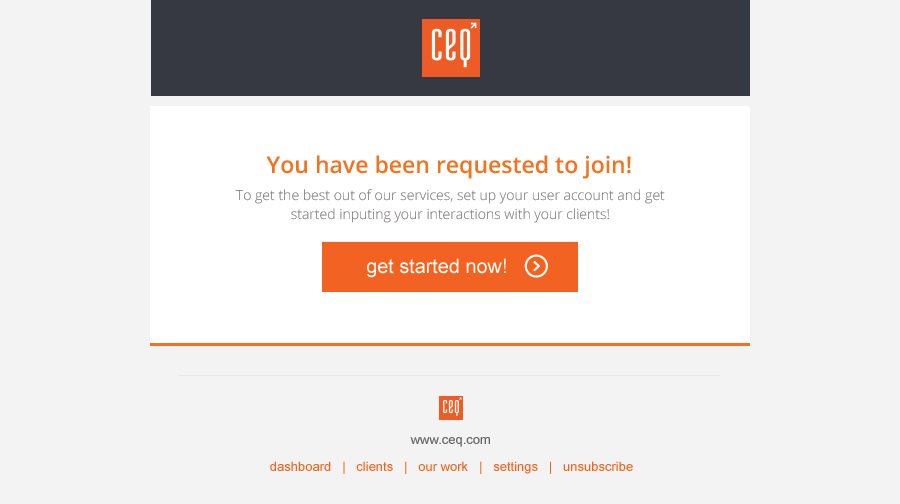 ceq
You have been requested to join!
To get the best out of our services, set up your user account and get
started inputing your interactions with your clients!
get started now!
ceq
www.ceq.com
dashboard | clients | our work | settings | unsubscribe